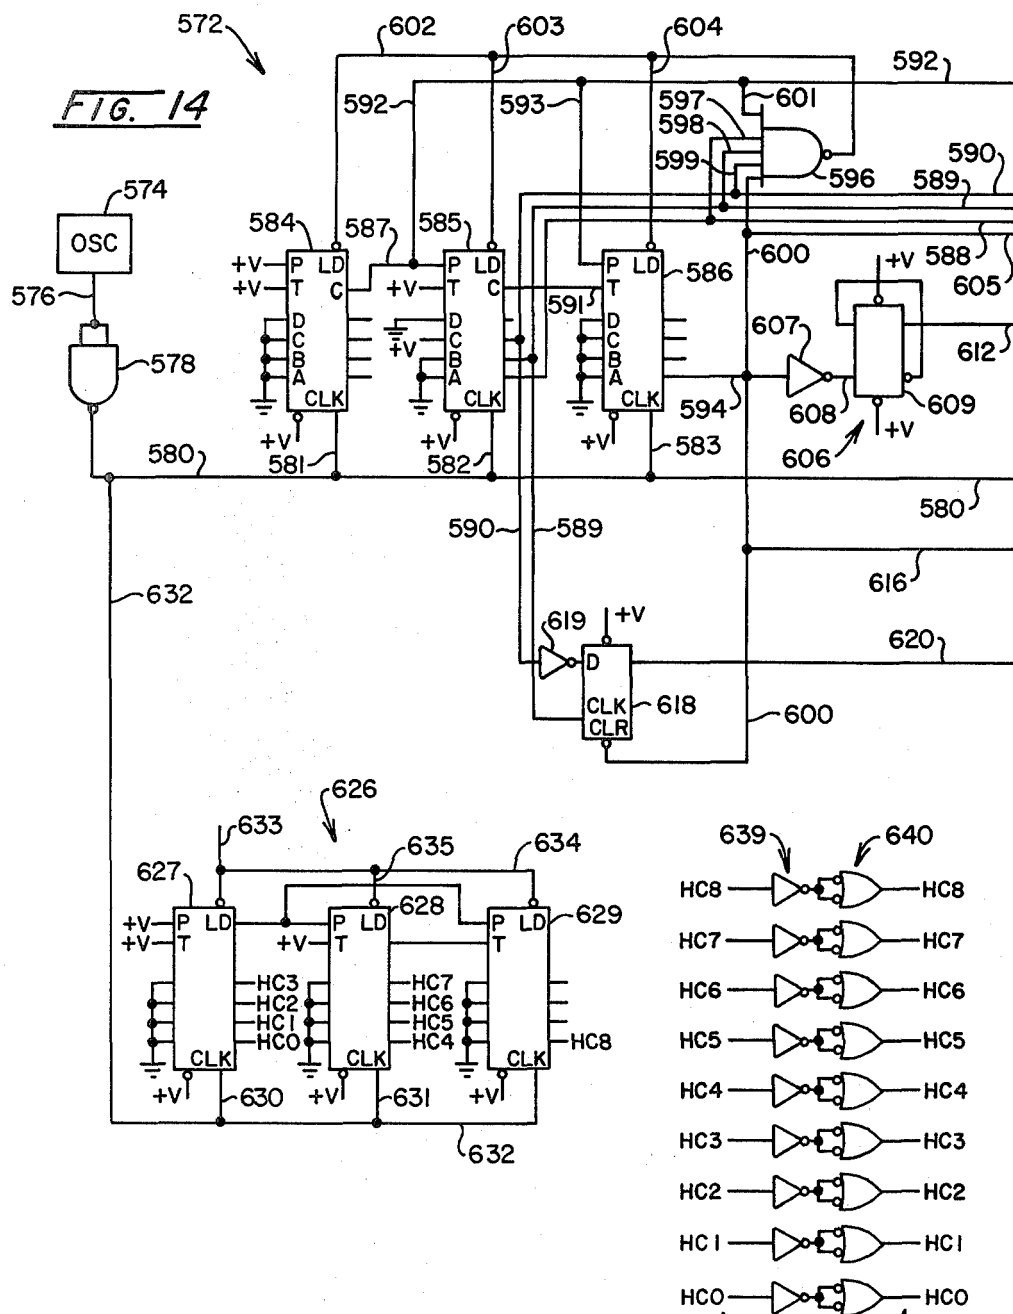 572
602
603
604
FIG. 14
592
593
601
592
597
598
599
596
590
589
588
605
574
OSC
576
578
584
587
585
586
+V P LD
+V T C
D
C
B
A
CLK
+V
P LD
+V T C
D
+V C
B
A
CLK
+V
591
P LD
T
D
C
B
A
CLK
+V
600
594
607
608
+V
609
+V
606
612
580
581
582
583
580
590
589
616
632
619
+V
D
CLK
CLR
618
620
600
626
633
635
634
627
628
629
+V P LD
+V T
HC3
HC2
HC1
HC0
CLK
+V
P LD
+V T
HC7
HC6
HC5
HC4
CLK
+V
P LD
T
HC8
CLK
+V
630
631
632
639
640
HC8 HC8
HC7 HC7
HC6 HC6
HC5 HC5
HC4 HC4
HC3 HC3
HC2 HC2
HC1 HC1
HC0 HC0